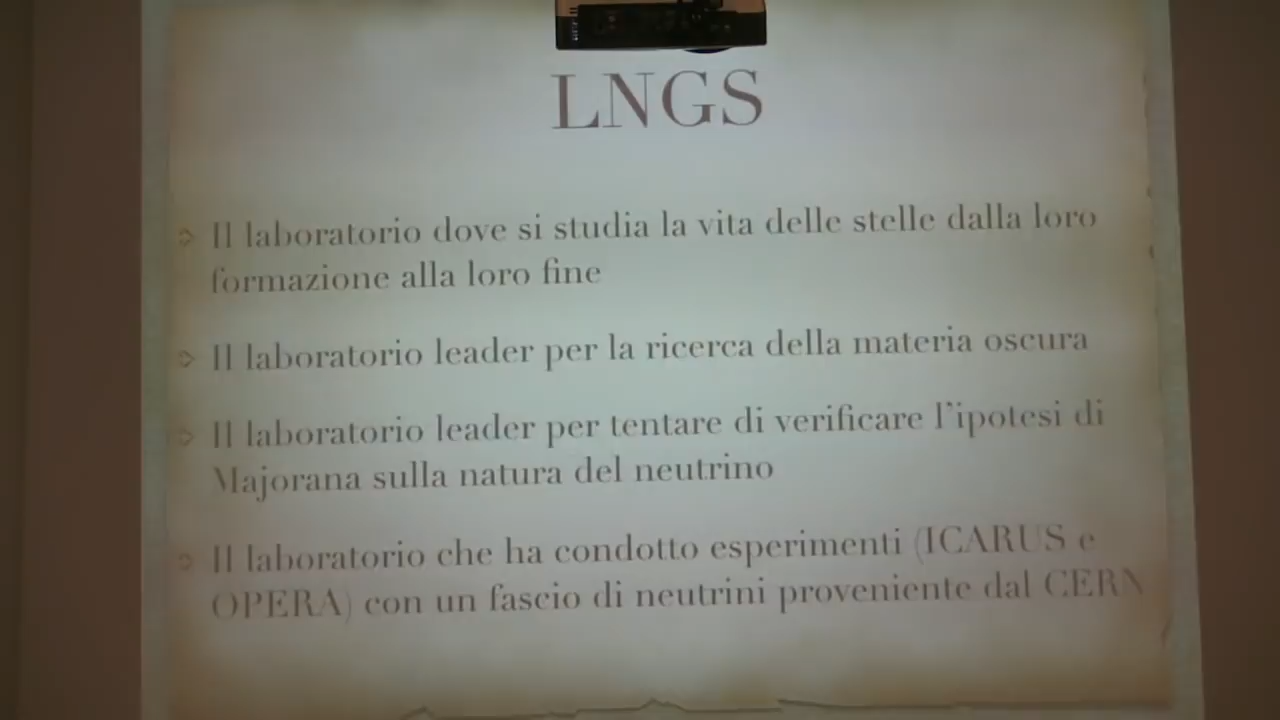 LNGS
Il laboratorio dove si studia la vita delle stelle dalla loro
formazione alla loro fine
Il laboratorio leader per la ricerca della materia oscura
Il laboratorio leader per tentare di verificare l'ipotesi di
Majorana sulla natura del neutrino
Il laboratorio che ha condotto esperimenti (ICARUS e
OPERA) con un fascio di neutrini proveniente dal CERN